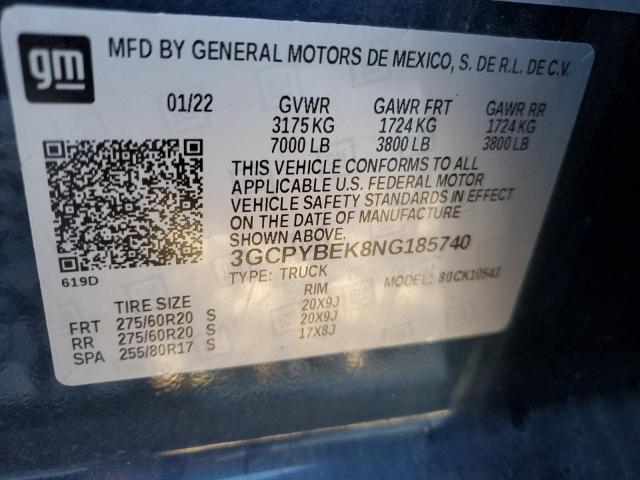 gm
MFD BY GENERAL MOTORS DE MEXICO, S. DE R.L. DE C.V.
01/22 GVWR GAWR FRT GAWR RR
3175 KG 1724 KG 1724 KG
7000 LB 3800 LB 3800 LB
THIS VEHICLE CONFORMS TO ALL
APPLICABLE U.S. FEDERAL MOTOR
VEHICLE SAFETY STANDARDS IN EFFECT
ON THE DATE OF MANUFACTURE
SHOWN ABOVE.
3GCPYBEK8NG185740
619D
TYPE: TRUCK MODEL: 80CK10543
TIRE SIZE RIM
FRT 275/60R20 S 20X9J
RR 275/60R20 S 20X9J
SPA 255/80R17 S 17X8J